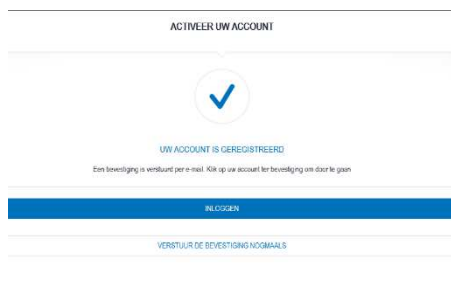 ACTIVEER UW ACCOUNT
UW ACCOUNT IS GEREGISTREERD
Een bevestiging is verstuurd per e-mail. Klik op uw account ter bevestiging om door te gaan
INLOGGEN
VERSTUUR DE BEVESTIGING NOGMAALS